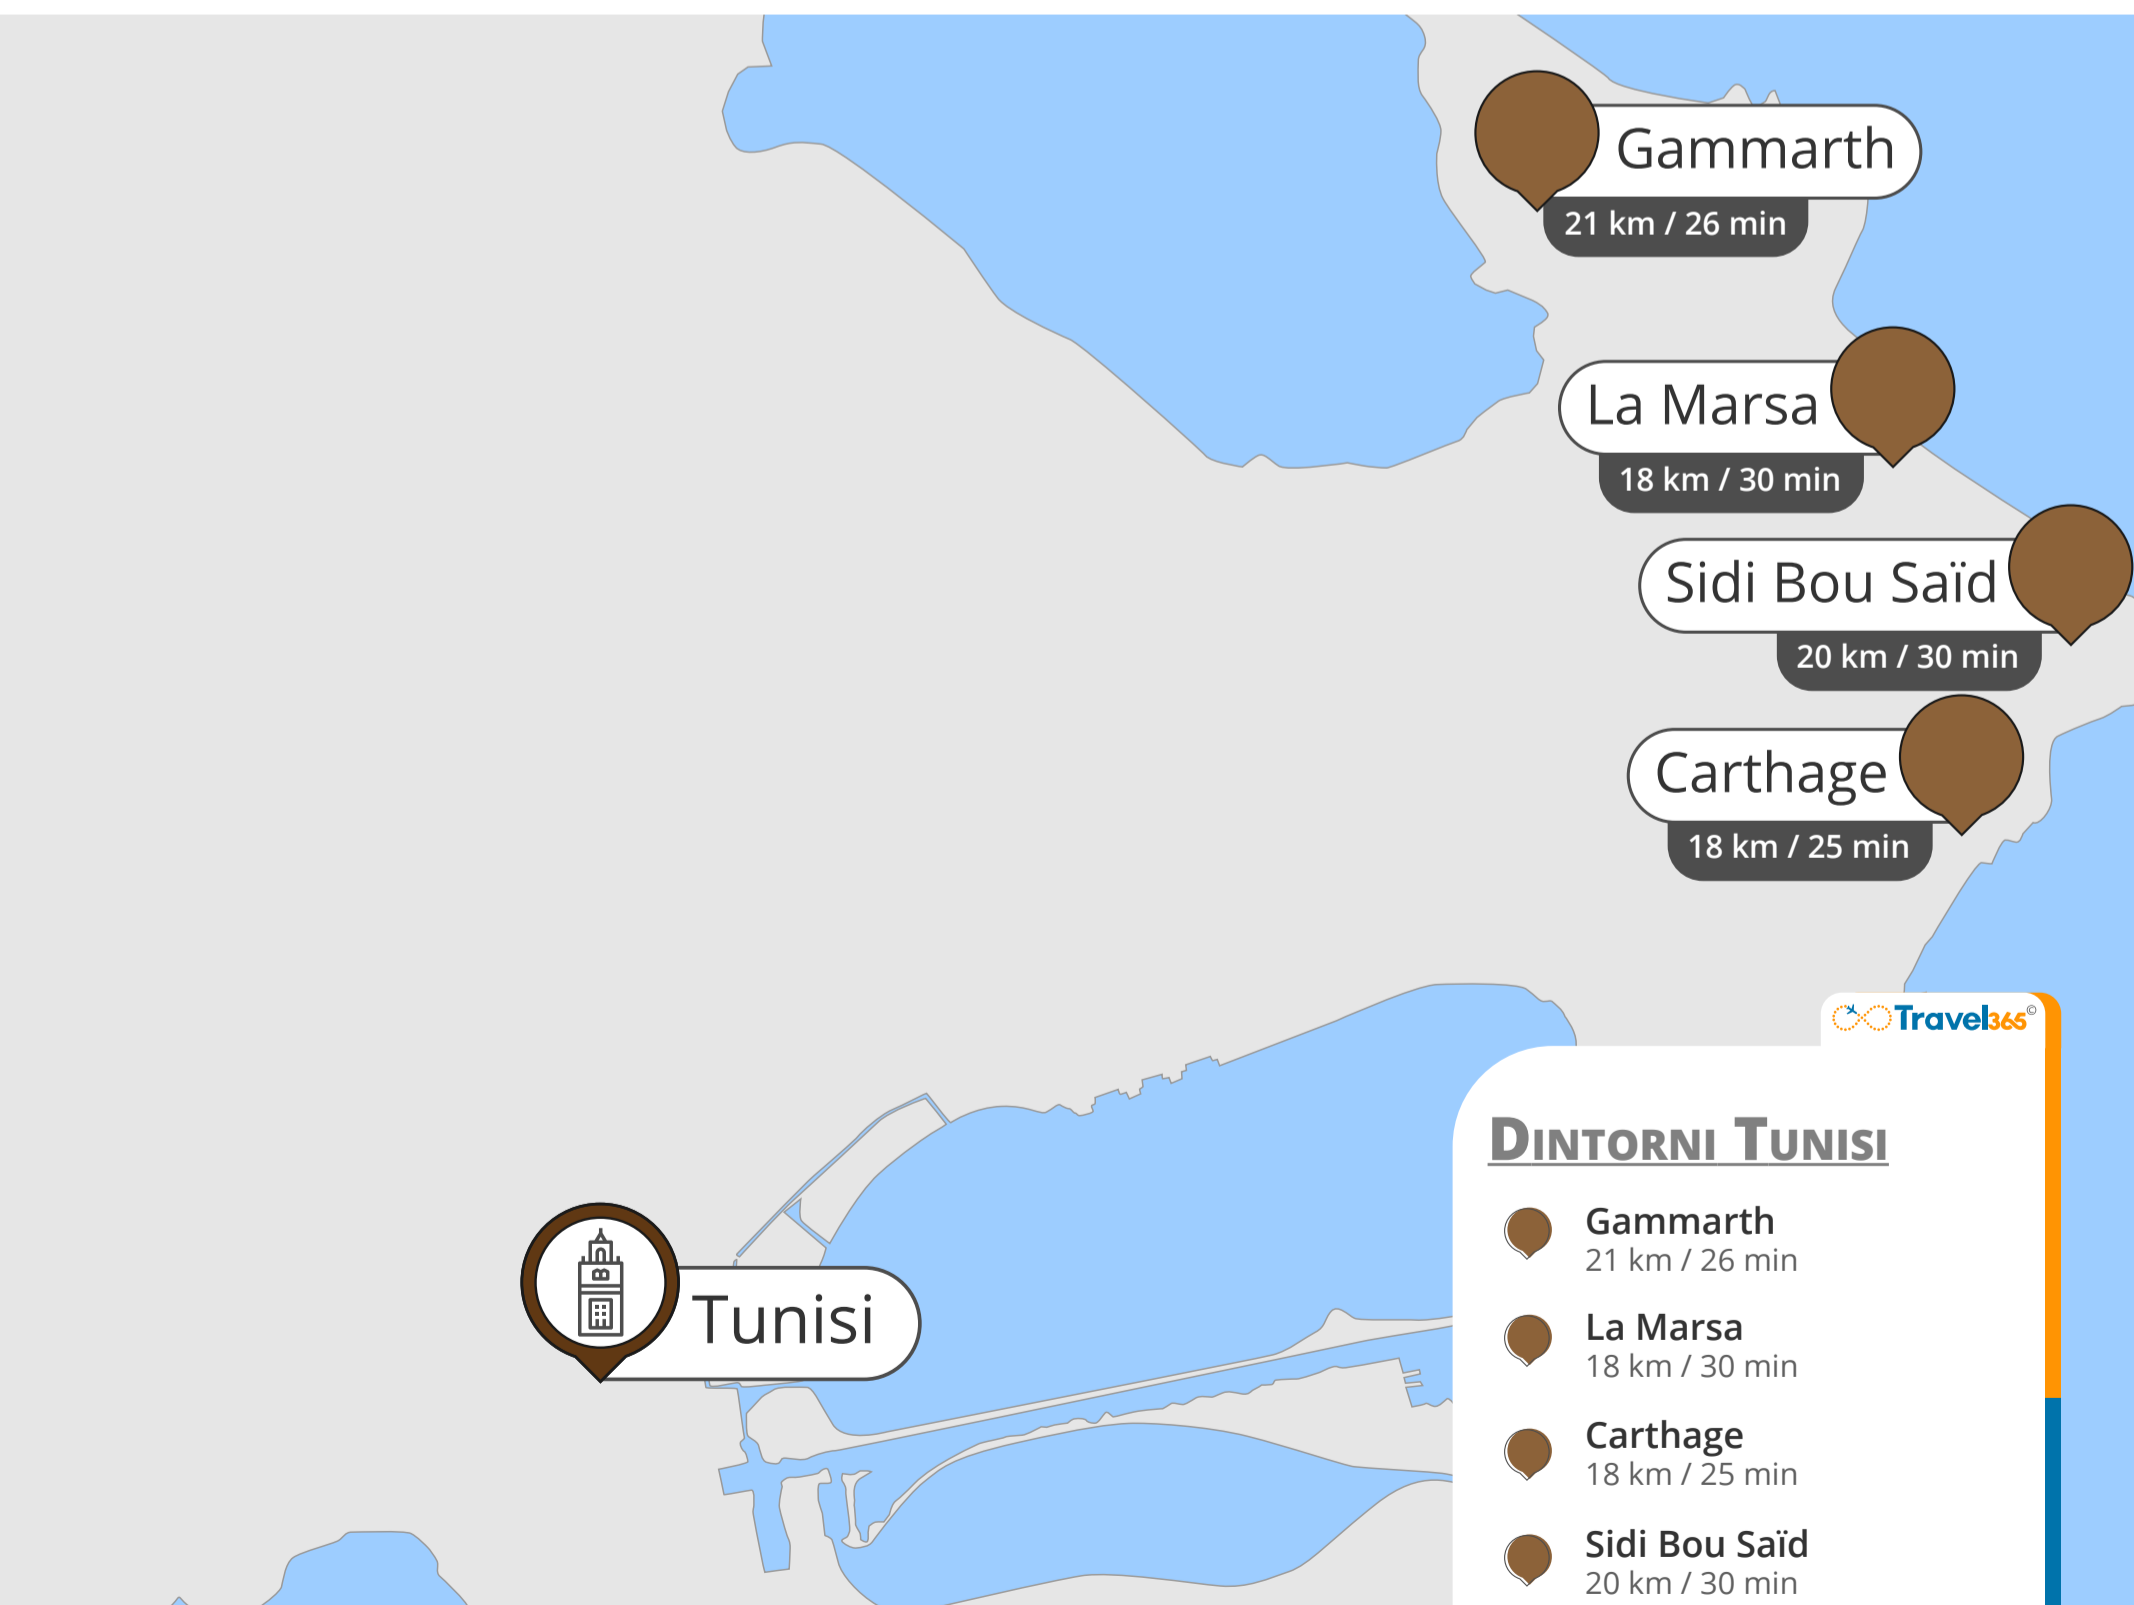 Gammarth
21 km / 26 min
La Marsa
18 km / 30 min
Sidi Bou Saïd
20 km / 30 min
Carthage
18 km / 25 min
Tunisi
Travel365©
DINTORNI TUNISI
Gammarth
21 km / 26 min
La Marsa
18 km / 30 min
Carthage
18 km / 25 min
Sidi Bou Saïd
20 km / 30 min